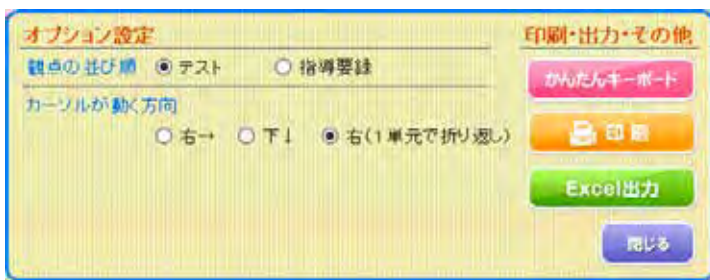 オプション設定
観点の並び順 テスト 指導要録
カーソルが動く方向
右→ 下↓ 右(1単元で折り返し)
印刷・出力・その他
かんたんキーボード
印刷
Excel出力
閉じる